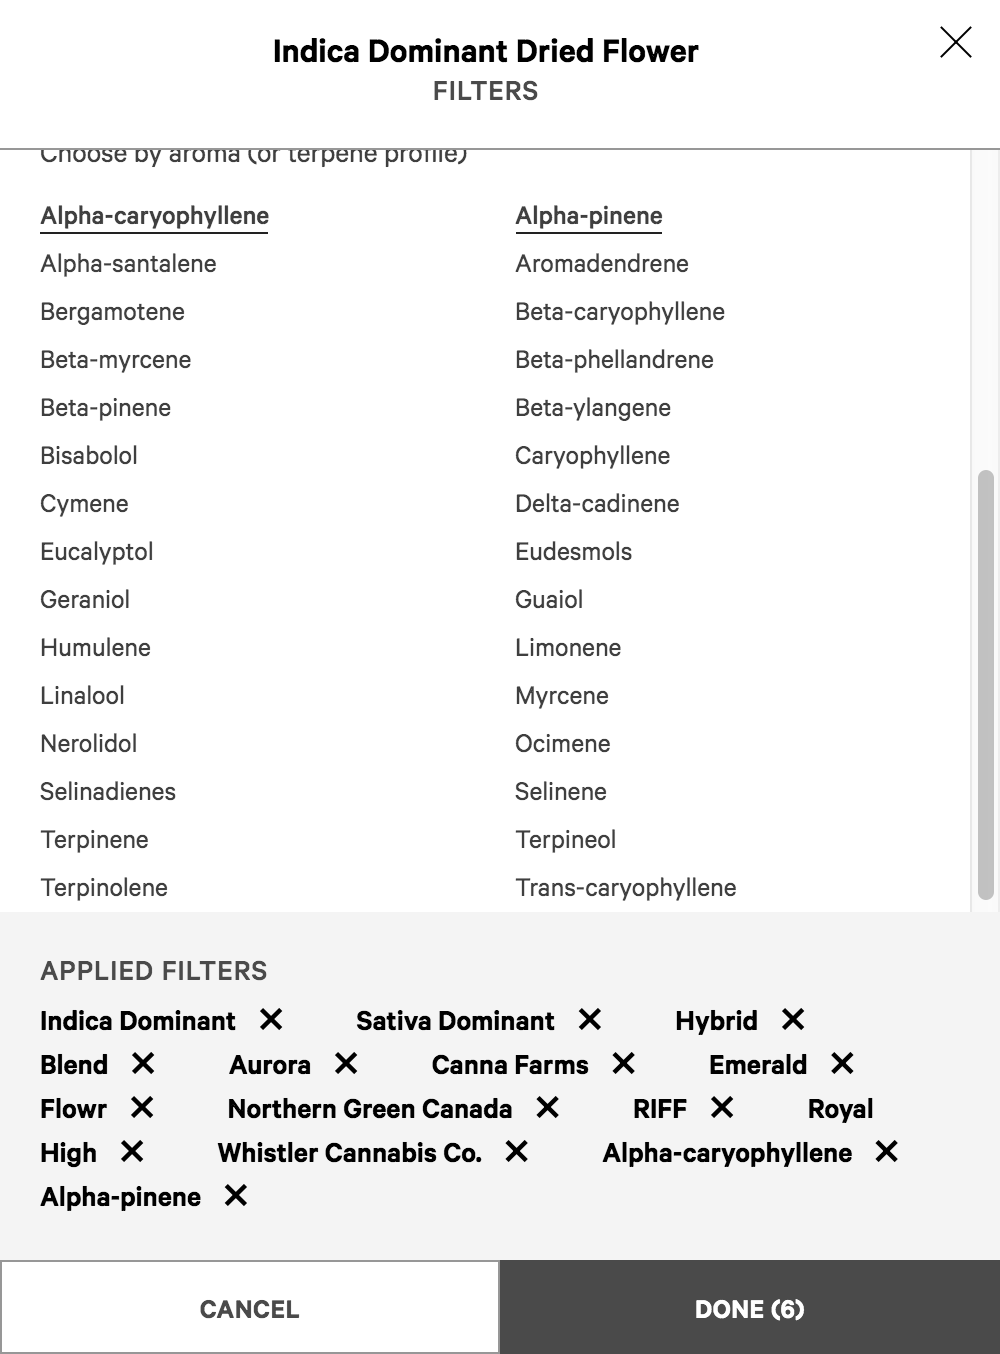 Indica Dominant Dried Flower
FILTERS
Choose by aroma (or terpene profile)
Alpha-caryophyllene Alpha-pinene
Alpha-santalene Aromadendrene
Bergamotene Beta-caryophyllene
Beta-myrcene Beta-phellandrene
Beta-pinene Beta-ylangene
Bisabolol Caryophyllene
Cymene Delta-cadinene
Eucalyptol Eudesmols
Geraniol Guaiol
Humulene Limonene
Linalool Myrcene
Nerolidol Ocimene
Selinadienes Selinene
Terpinene Terpineol
Terpinolene Trans-caryophyllene
APPLIED FILTERS
Indica Dominant Sativa Dominant Hybrid
Blend Aurora Canna Farms Emerald
Flowr Northern Green Canada RIFF Royal
High Whistler Cannabis Co. Alpha-caryophyllene
Alpha-pinene
CANCEL DONE (6)